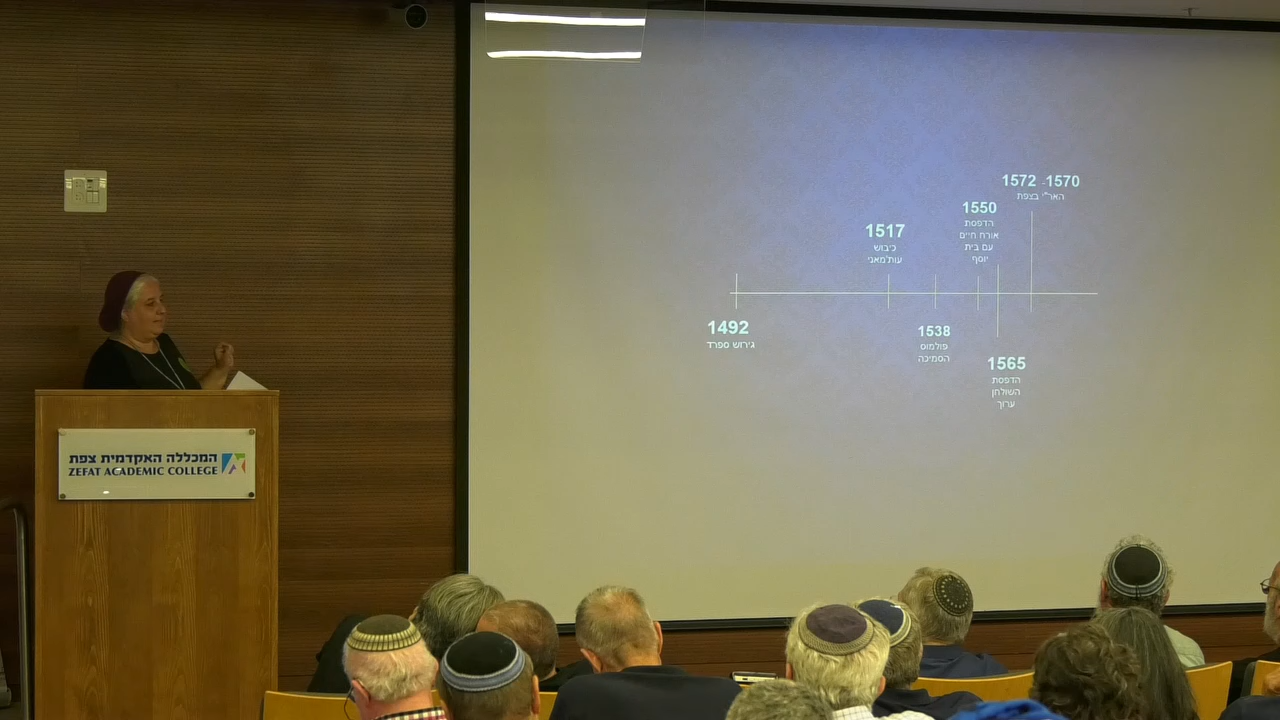 1572 - 1570
האר"י בצפת
1550
הדפסת
אורח חיים
עם בית
יוסף
1517
כיבוש
עות'מאני
1492
גירוש ספרד
1538
פולמוס
הסמיכה
1565
הדפסת
השולחן
ערוך
המכללה האקדמית צפת
ZEFAT ACADEMIC COLLEGE